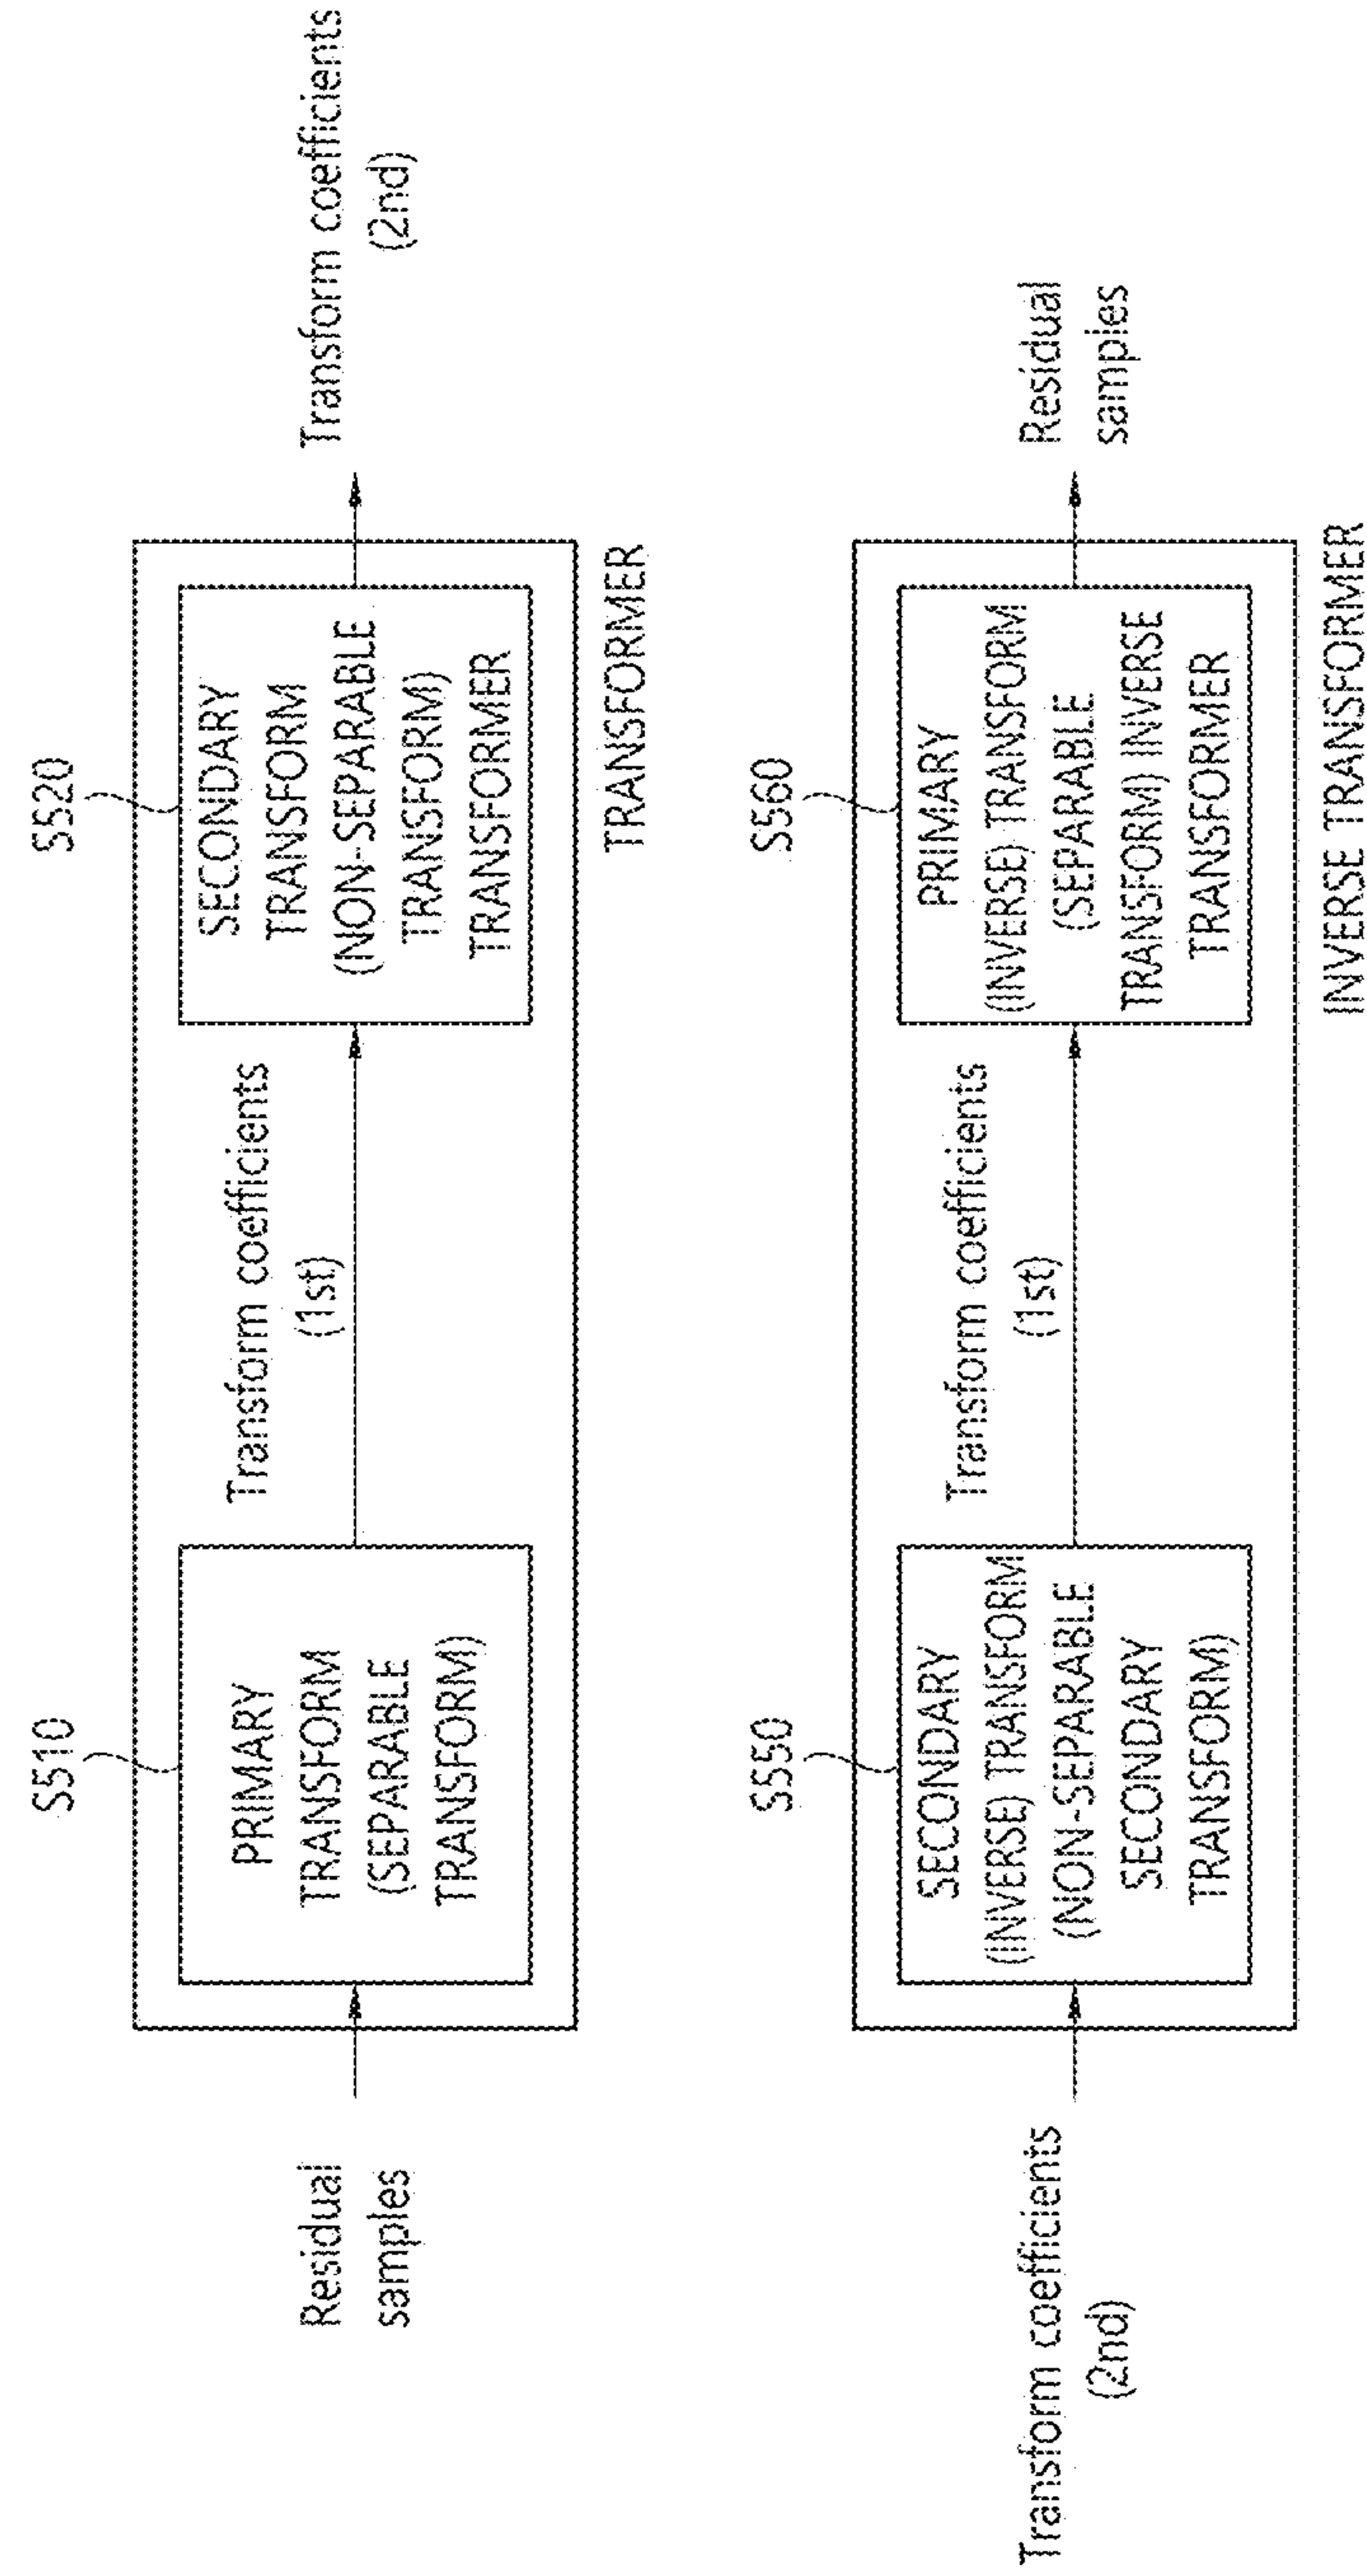 S510
S520
Residual
samples
PRIMARY
TRANSFORM
(SEPARABLE
TRANSFORM)
Transform coefficients
(1st)
SECONDARY
TRANSFORM
(NON-SEPARABLE
TRANSFORM)
TRANSFORMER
Transform coefficients
(2nd)
TRANSFORMER
S550
S560
Transform coefficients
(2nd)
SECONDARY
(INVERSE) TRANSFORM
(NON-SEPARABLE
SECONDARY
TRANSFORM)
Transform coefficients
(1st)
PRIMARY
(INVERSE) TRANSFORM
(SEPARABLE
TRANSFORM) INVERSE
TRANSFORMER
Residual
samples
INVERSE TRANSFORMER